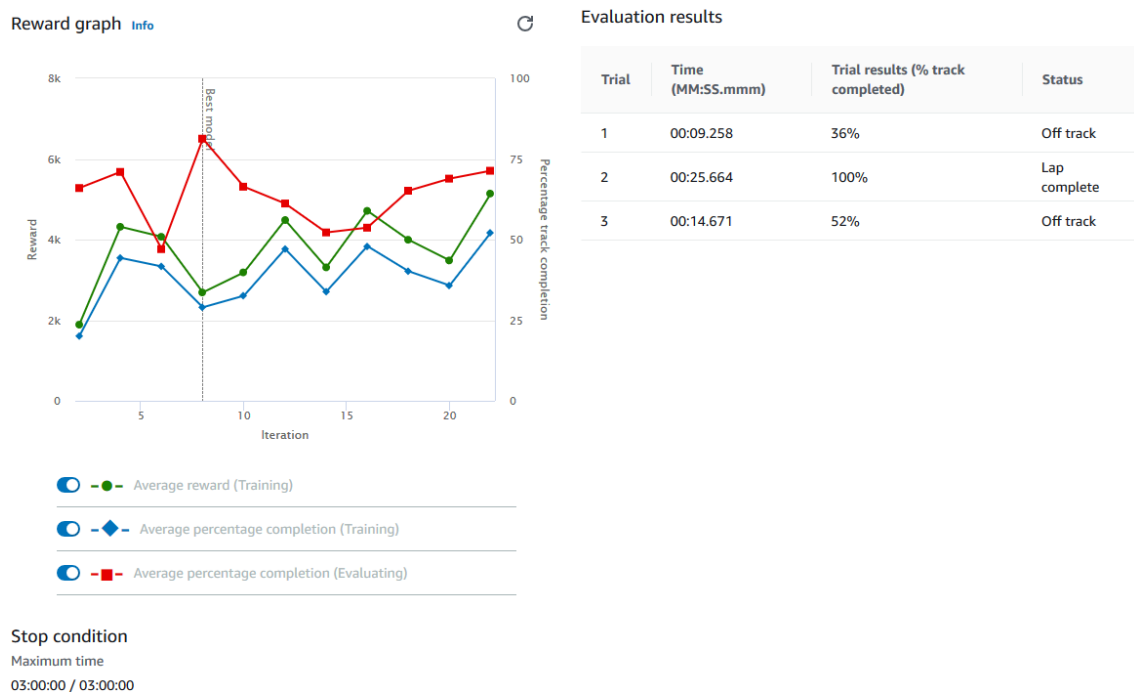 Reward graph Info
8k
6k
4k
2k
0
Reward
100
75
50
25
0
Percentage track completion
Best model
5 10 15 20
Iteration
Average reward (Training)
Average percentage completion (Training)
Average percentage completion (Evaluating)
Stop condition
Maximum time
03:00:00 / 03:00:00
Evaluation results
Trial Time (MM:SS.mmm) Trial results (% track completed) Status
1 00:09.258 36% Off track
2 00:25.664 100% Lap complete
3 00:14.671 52% Off track